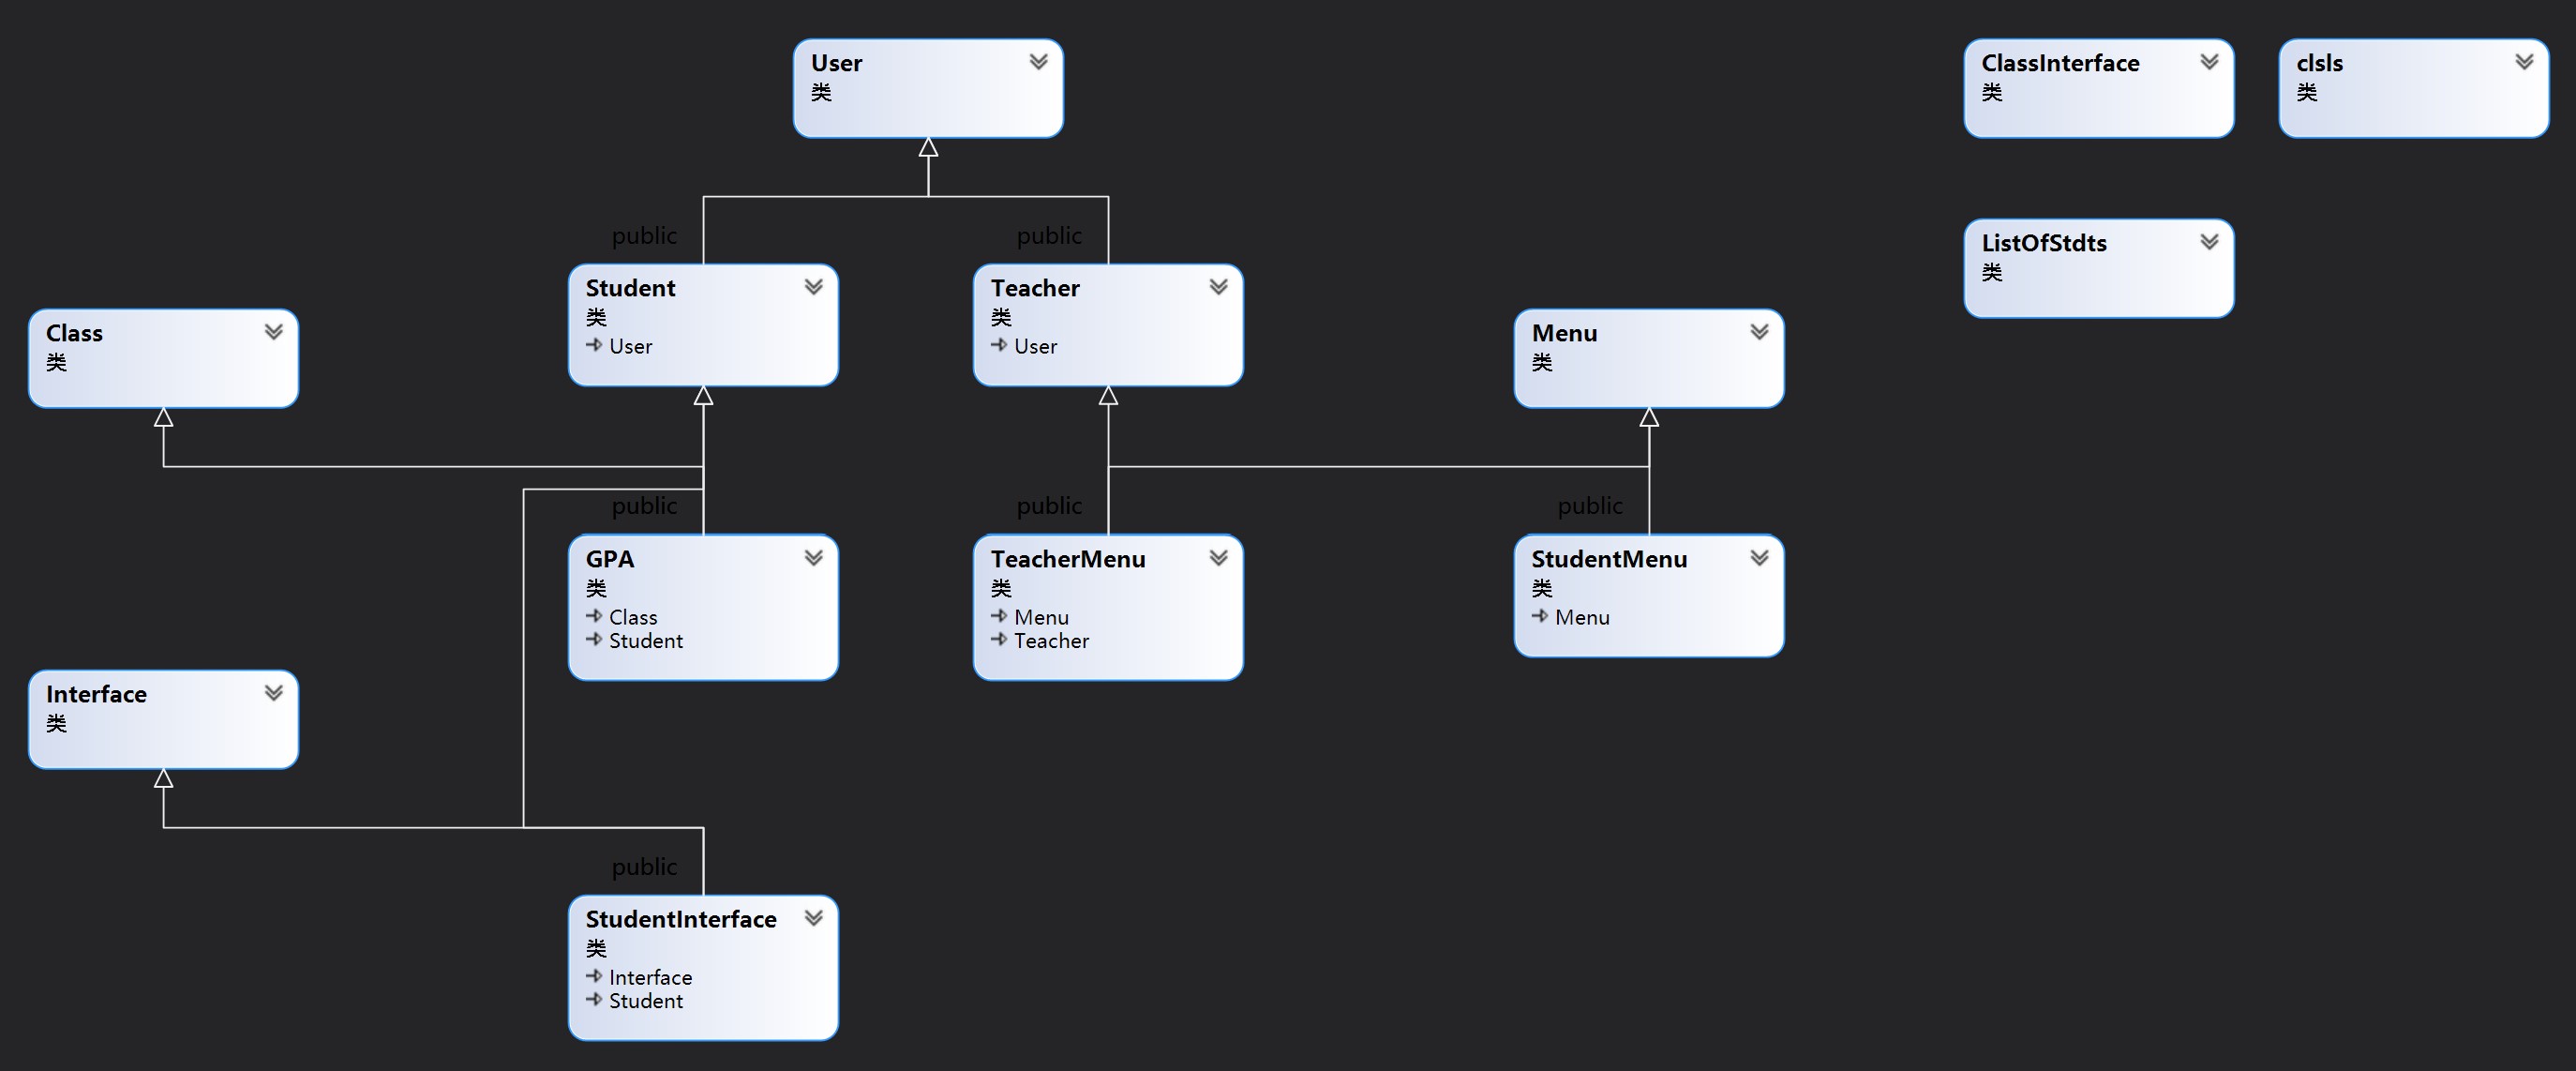 User
类
ClassInterface
类
clsls
类
public
public
ListOfStdts
类
Student
类
User
Teacher
类
User
Class
类
Menu
类
public
public
public
GPA
类
Class
Student
TeacherMenu
类
Menu
Teacher
StudentMenu
类
Menu
Interface
类
public
StudentInterface
类
Interface
Student